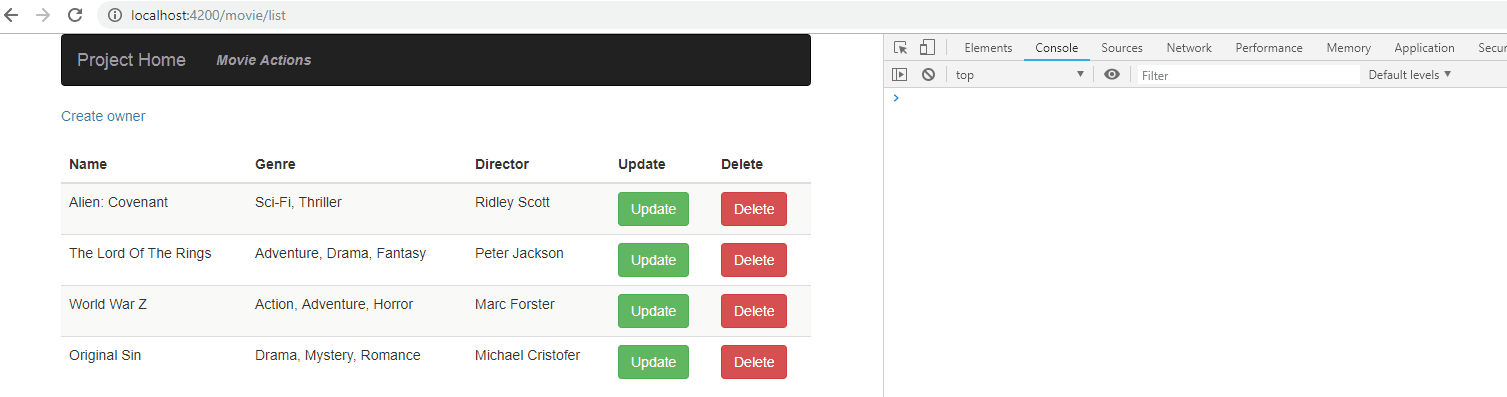 localhost:4200/movie/list
Project Home Movie Actions
Create owner
Name Genre Director Update Delete
Alien: Covenant Sci-Fi, Thriller Ridley Scott Update Delete
The Lord Of The Rings Adventure, Drama, Fantasy Peter Jackson Update Delete
World War Z Action, Adventure, Horror Marc Forster Update Delete
Original Sin Drama, Mystery, Romance Michael Cristofer Update Delete
Elements Console Sources Network Performance Memory Application Secur
top Filter Default levels